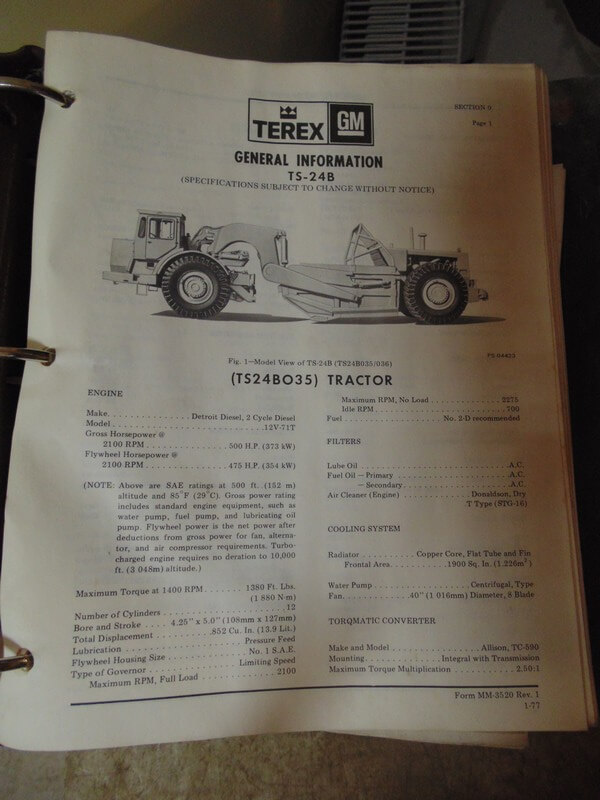 SECTION 0
Page 1
TEREX GM
GENERAL INFORMATION
TS-24B
(SPECIFICATIONS SUBJECT TO CHANGE WITHOUT NOTICE)
Fig. 1—Model View of TS-24B (TS24B035/036)
PS-04423
(TS24BO35) TRACTOR
ENGINE
Make. . . . . . . . . . . . . . Detroit Diesel, 2 Cycle Diesel
Model . . . . . . . . . . . . . . . . . . . . . . . . . . 12V-71T
Gross Horsepower @
2100 RPM . . . . . . . . . . . . . . 500 H.P. (373 kW)
Flywheel Horsepower @
2100 RPM . . . . . . . . . . . . . . 475 H.P. (354 kW)
(NOTE: Above are SAE ratings at 500 ft. (152 m)
altitude and 85°F (29°C). Gross power rating
includes standard engine equipment, such as
water pump, fuel pump, and lubricating oil
pump. Flywheel power is the net power after
deductions from gross power for fan, alterna-
tor, and air compressor requirements. Turbo-
charged engine requires no deration to 10,000
ft. (3 048m) altitude.)
Maximum Torque at 1400 RPM . . . . . . 1380 Ft. Lbs.
(1 880 N·m)
Number of Cylinders . . . . . . . . . . . . . . . . . . . . 12
Bore and Stroke . . . . 4.25" x 5.0" (108mm x 127mm)
Total Displacement . . . . . . . . 852 Cu. In. (13.9 Lit.)
Lubrication . . . . . . . . . . . . . . . . . . Pressure Feed
Flywheel Housing Size . . . . . . . . . . . . No. 1 S.A.E.
Type of Governor . . . . . . . . . . . . . Limiting Speed
Maximum RPM, Full Load . . . . . . . . . . . . . 2100
Maximum RPM, No Load . . . . . . . . . . . . . 2275
Idle RPM . . . . . . . . . . . . . . . . . . . . . . . . 700
Fuel . . . . . . . . . . . . . . . . No. 2-D recommended
FILTERS
Lube Oil . . . . . . . . . . . . . . . . . . . . . . . . . . A.C.
Fuel Oil — Primary . . . . . . . . . . . . . . . . . . . . A.C.
— Secondary . . . . . . . . . . . . . . . . . . A.C.
Air Cleaner (Engine) . . . . . . . . . . . . Donaldson, Dry
T Type (STG-16)
COOLING SYSTEM
Radiator . . . . . . . . . Copper Core, Flat Tube and Fin
Frontal Area. . . . . . . . . . 1900 Sq. In. (1.226m²)
Water Pump . . . . . . . . . . . . . . . Centrifugal, Type
Fan. . . . . . . . . . . 40" (1 016mm) Diameter, 8 Blade
TORQMATIC CONVERTER
Make and Model . . . . . . . . . . . . . . Allison, TC-590
Mounting. . . . . . . . . . . . Integral with Transmission
Maximum Torque Multiplication . . . . . . . . . . 2.50:1
Form MM-3520 Rev. 1
1-77